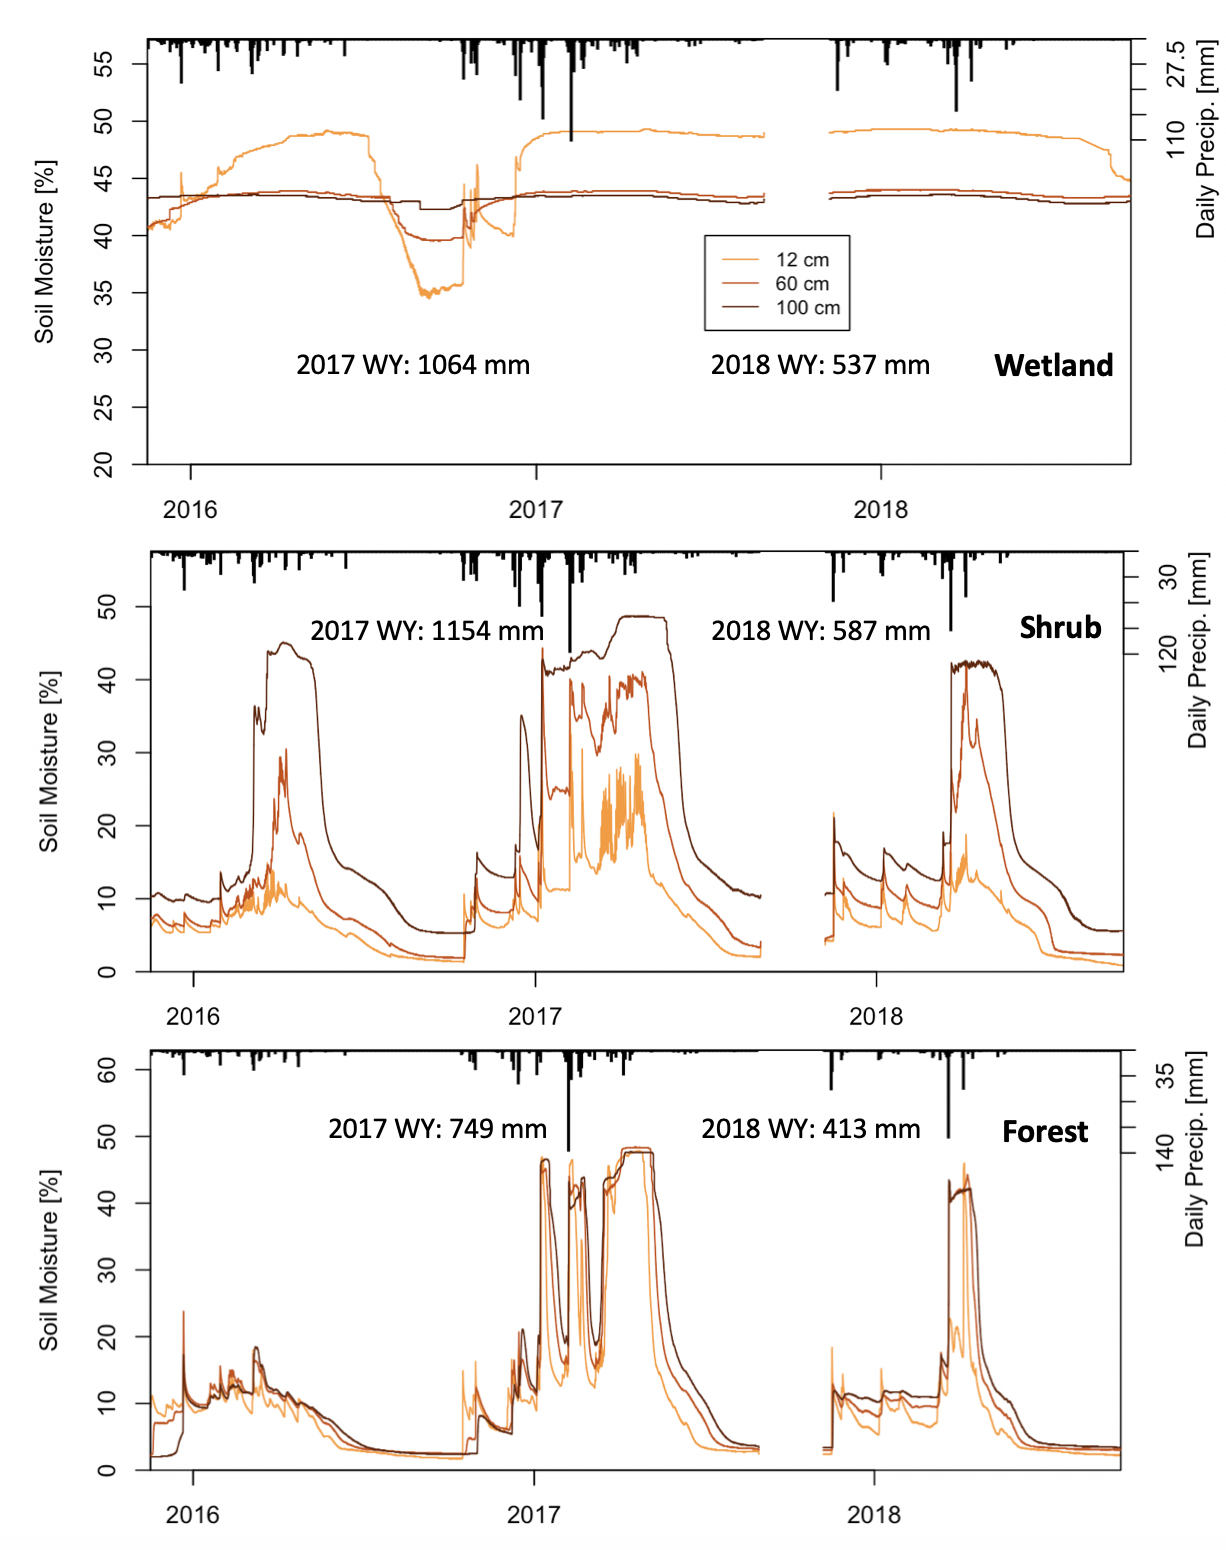 Soil Moisture [%]
55
50
45
40
35
30
25
20
27.5
110
Daily Precip. [mm]
12 cm
60 cm
100 cm
2017 WY: 1064 mm
2018 WY: 537 mm
Wetland
2016
2017
2018
Soil Moisture [%]
50
40
30
20
10
0
30
120
Daily Precip. [mm]
2017 WY: 1154 mm
2018 WY: 587 mm
Shrub
2016
2017
2018
Soil Moisture [%]
60
50
40
30
20
10
0
35
140
Daily Precip. [mm]
2017 WY: 749 mm
2018 WY: 413 mm
Forest
2016
2017
2018